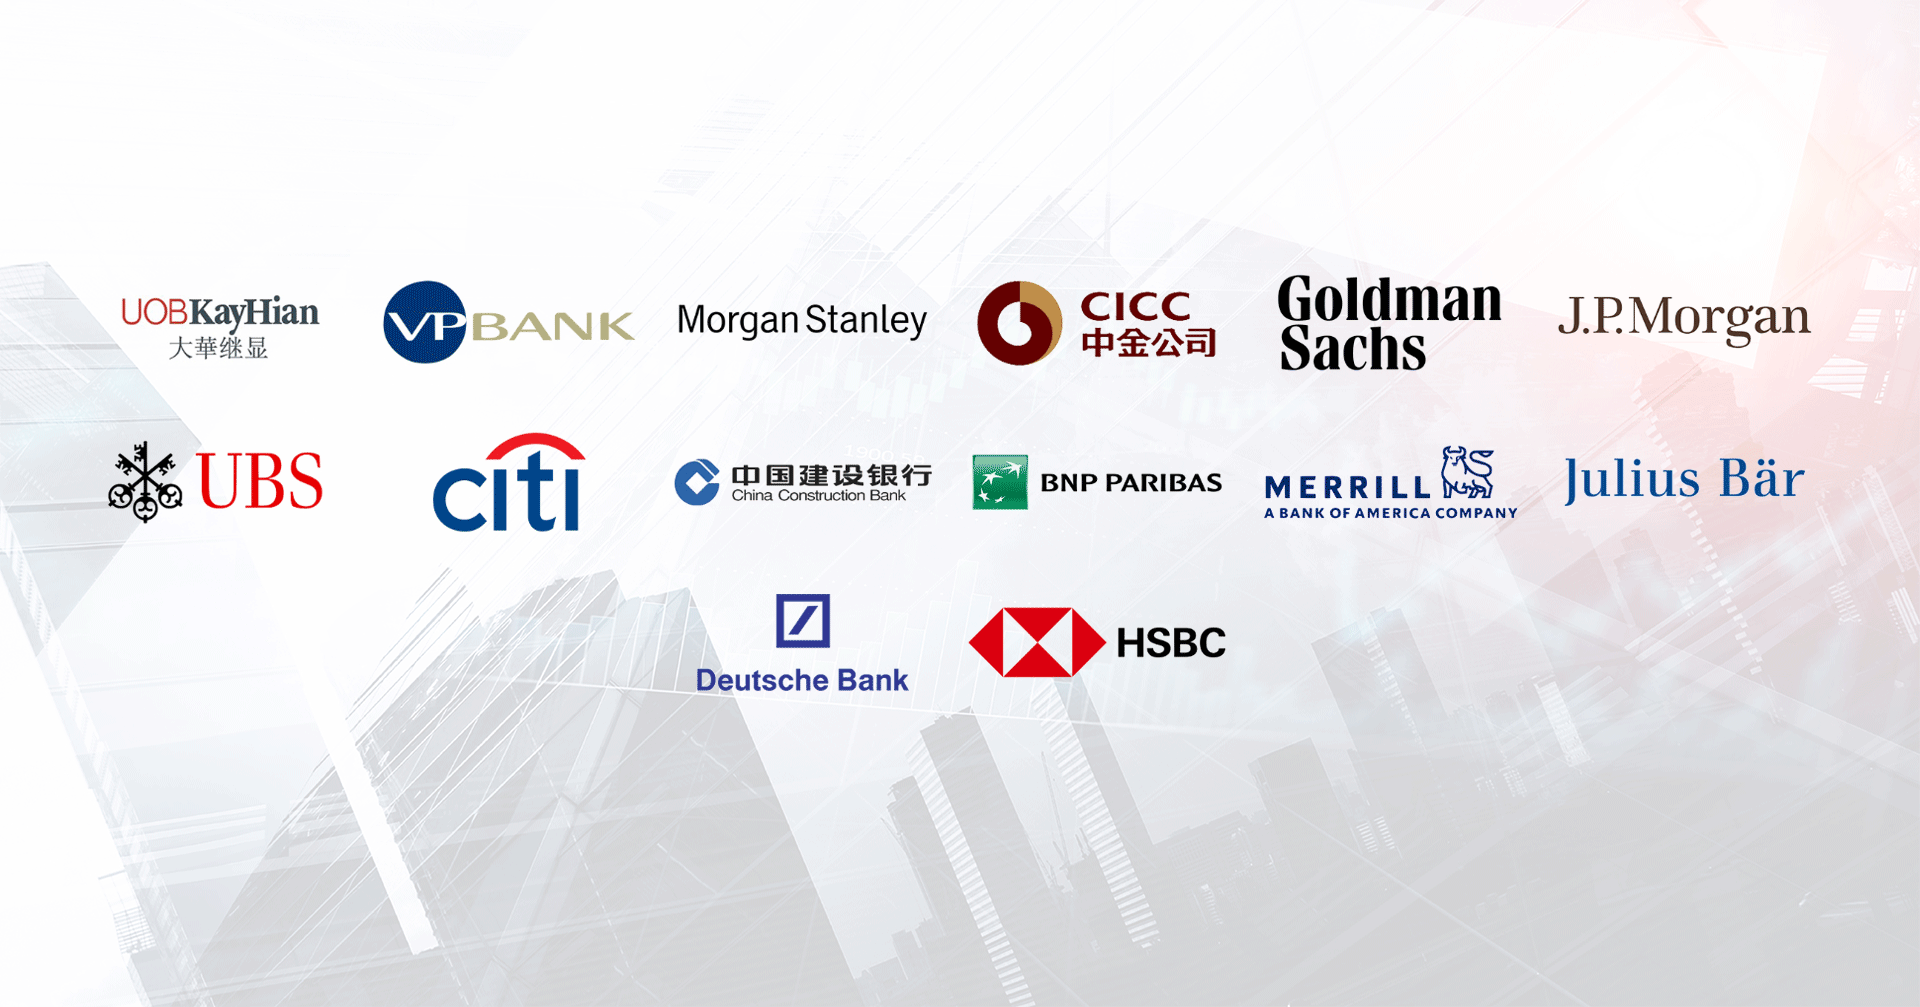 UOBKayHian
大華继显
VP BANK
Morgan Stanley
CICC
中金公司
Goldman
Sachs
J.P.Morgan
UBS
citi
中国建设银行
China Construction Bank
BNP PARIBAS
MERRILL
A BANK OF AMERICA COMPANY
Julius Bär
Deutsche Bank
HSBC